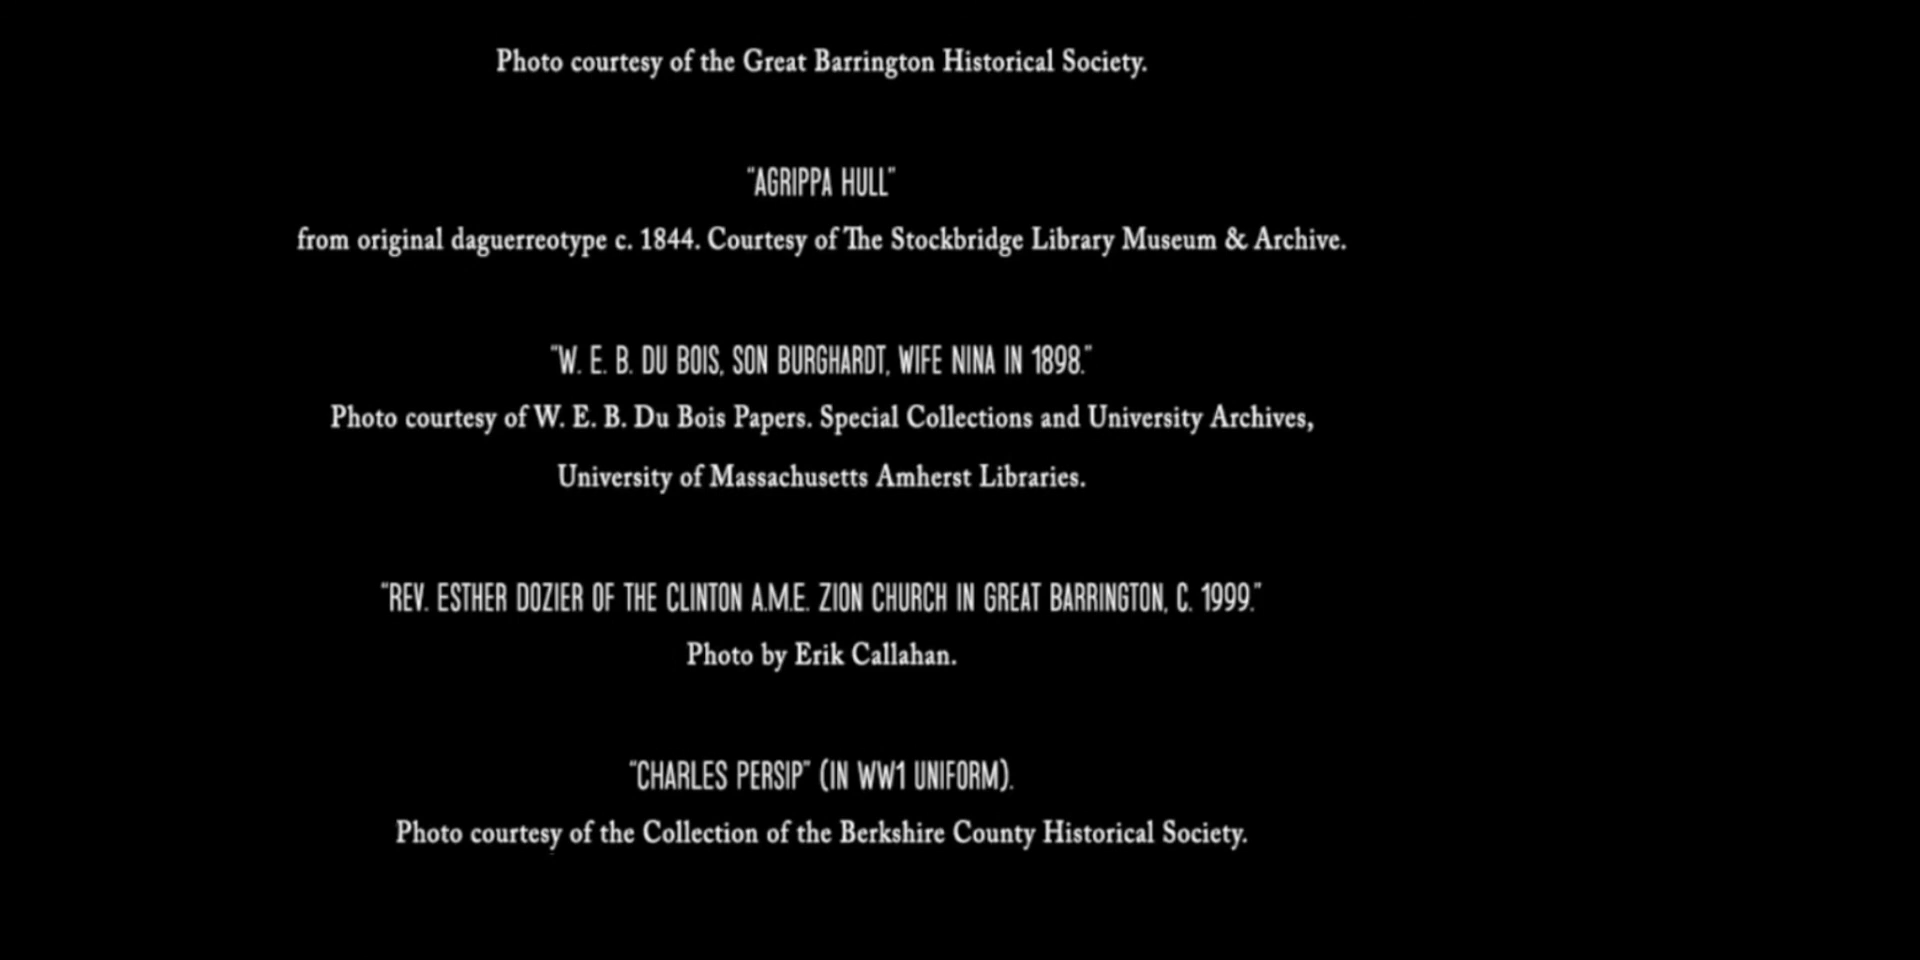 Photo courtesy of the Great Barrington Historical Society.
"AGRIPPA HULL"
from original daguerreotype c. 1844. Courtesy of The Stockbridge Library Museum & Archive.
"W. E. B. DU BOIS, SON BURGHARDT, WIFE NINA IN 1898."
Photo courtesy of W. E. B. Du Bois Papers. Special Collections and University Archives,
University of Massachusetts Amherst Libraries.
"REV. ESTHER DOZIER OF THE CLINTON A.M.E. ZION CHURCH IN GREAT BARRINGTON, C. 1999."
Photo by Erik Callahan.
"CHARLES PERSIP" (IN WW1 UNIFORM).
Photo courtesy of the Collection of the Berkshire County Historical Society.